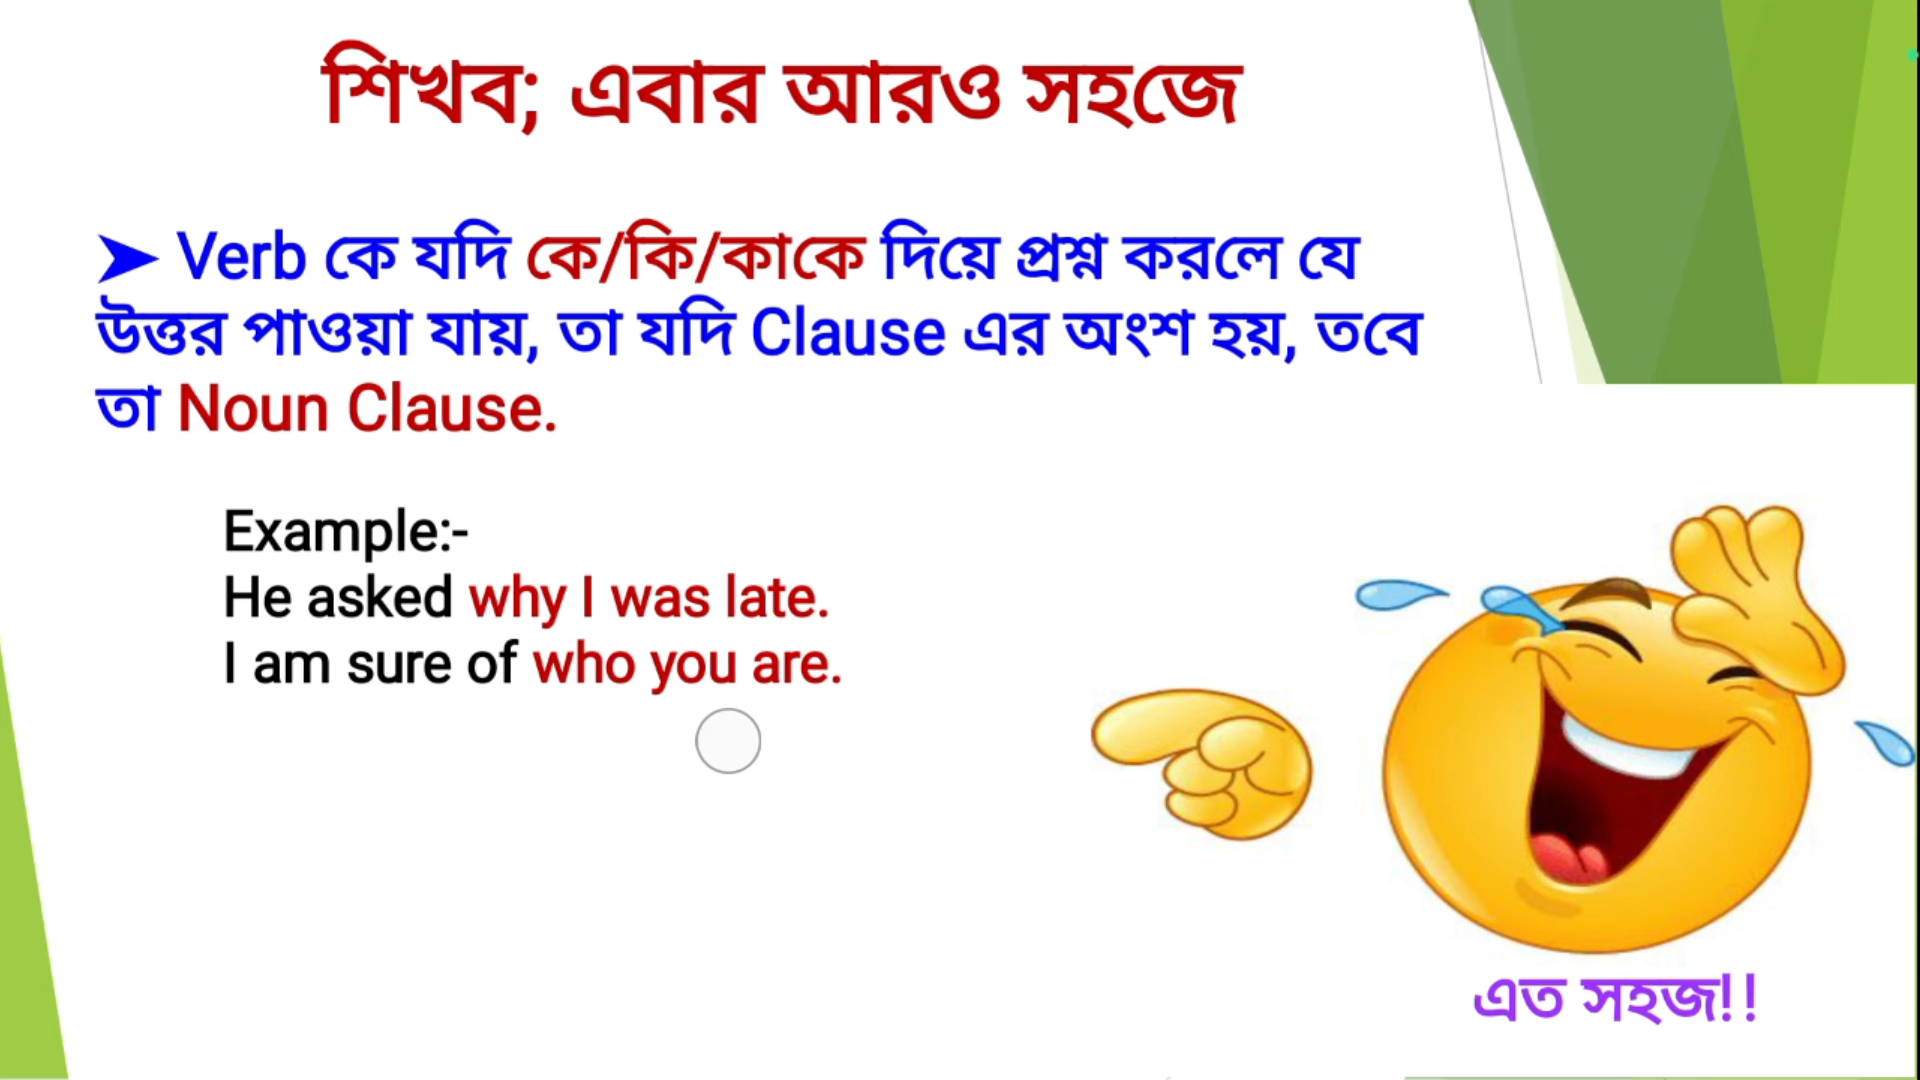 শিখব; এবার আরও সহজে
➤ Verb কে যদি কে/কি/কাকে দিয়ে প্রশ্ন করলে যে
উত্তর পাওয়া যায়, তা যদি Clause এর অংশ হয়, তবে
তা Noun Clause.
Example:-
He asked why I was late.
I am sure of who you are.
এত সহজ!!